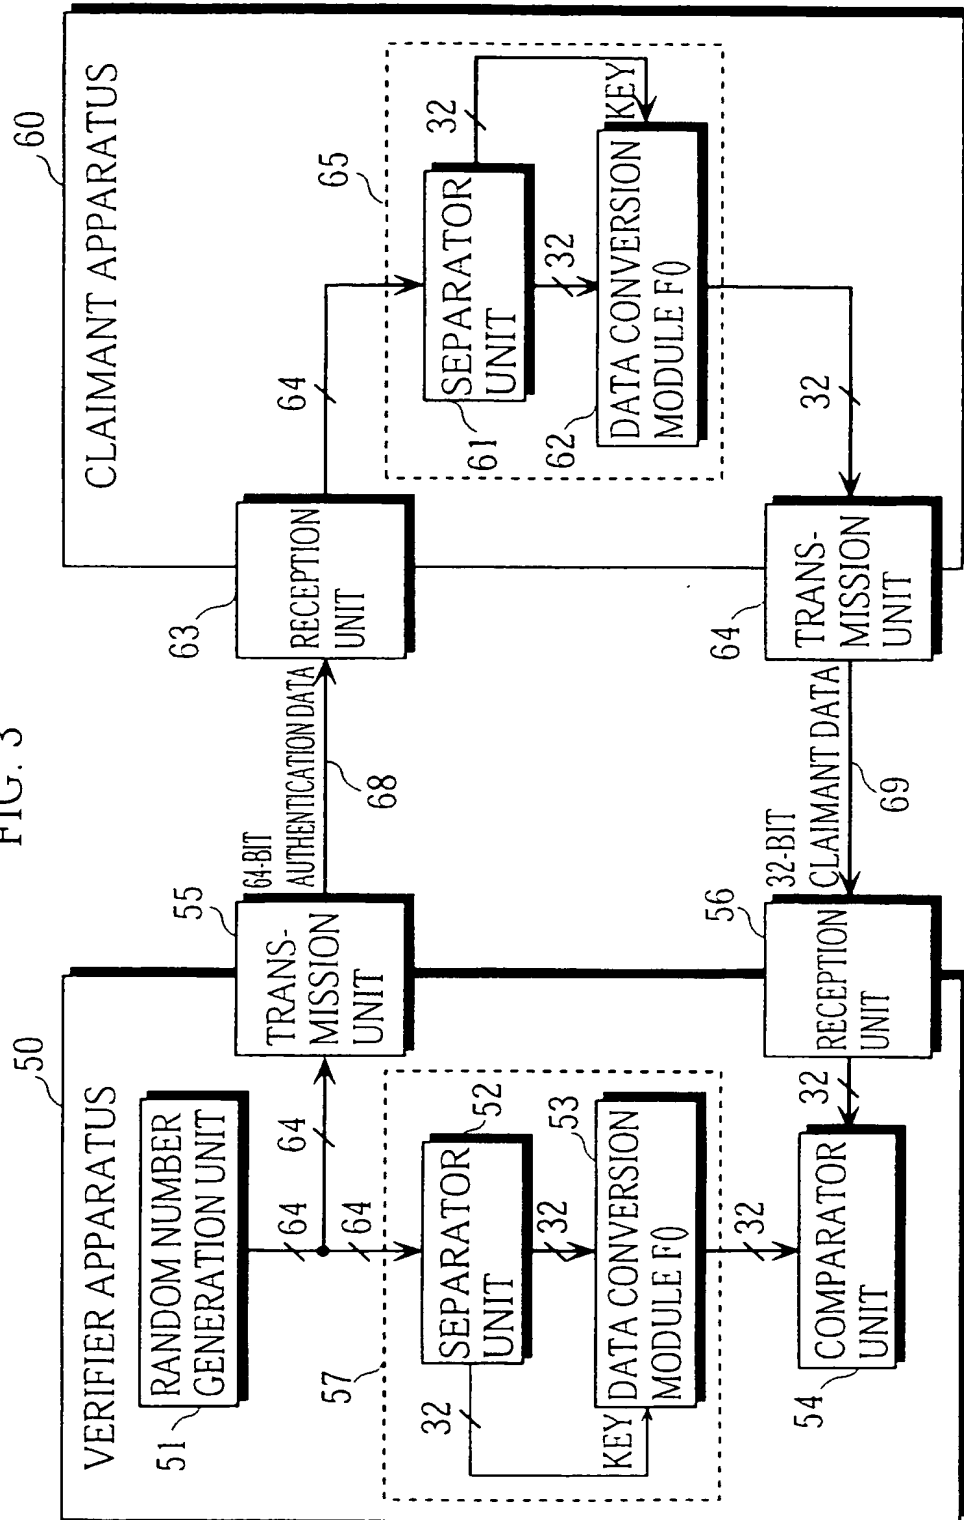 FIG. 3
VERIFIER APPARATUS
50
RANDOM NUMBER
GENERATION UNIT
51
64
64
64
TRANS-
MISSION
UNIT
55
57
SEPARATOR
UNIT
52
32
32
KEY
DATA CONVERSION
MODULE F0
53
32
COMPARATOR
UNIT
54
32
RECEPTION
UNIT
56
64-BIT
AUTHENTICATION DATA
68
32-BIT
CLAIMANT DATA
69
CLAIMANT APPARATUS
60
RECEPTION
UNIT
63
64
65
SEPARATOR
UNIT
61
32
32
KEY
DATA CONVERSION
MODULE F0
62
32
TRANS-
MISSION
UNIT
64